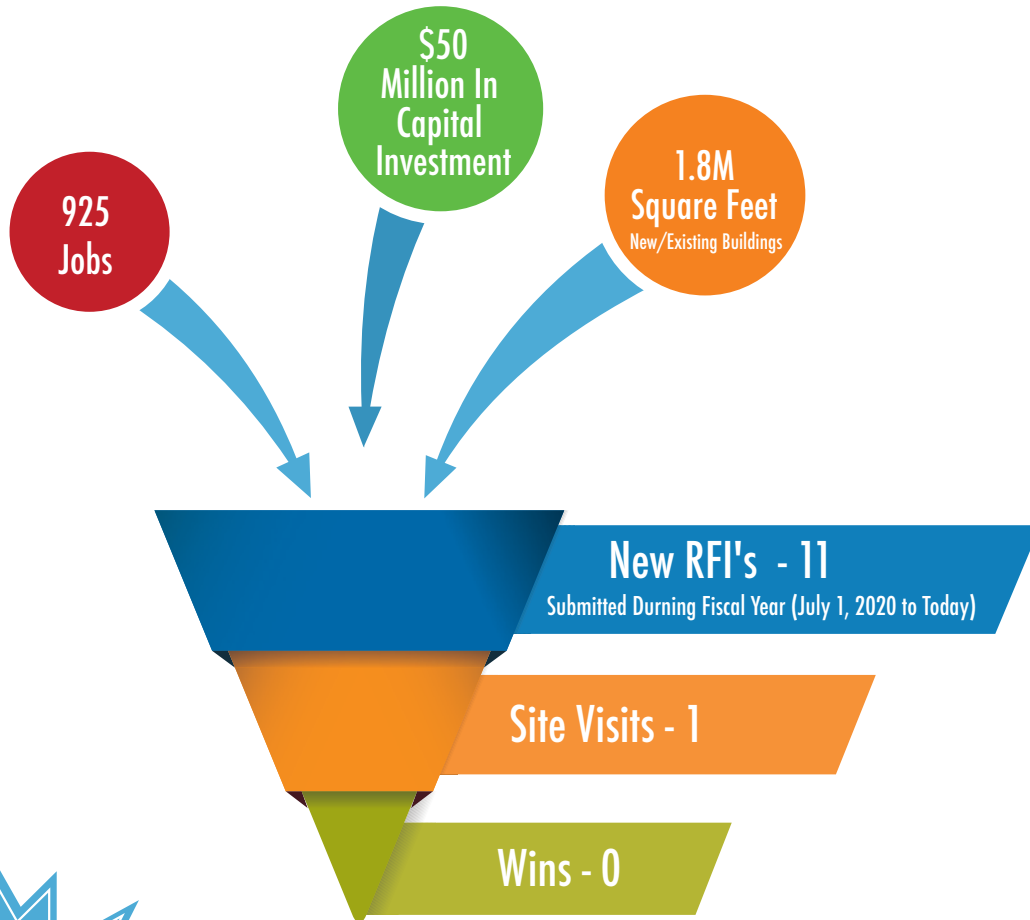 $50
Million In
Capital
Investment
925
Jobs
1.8M
Square Feet
New/Existing Buildings
New RFI's - 11
Submitted Durning Fiscal Year (July 1, 2020 to Today)
Site Visits - 1
Wins - 0